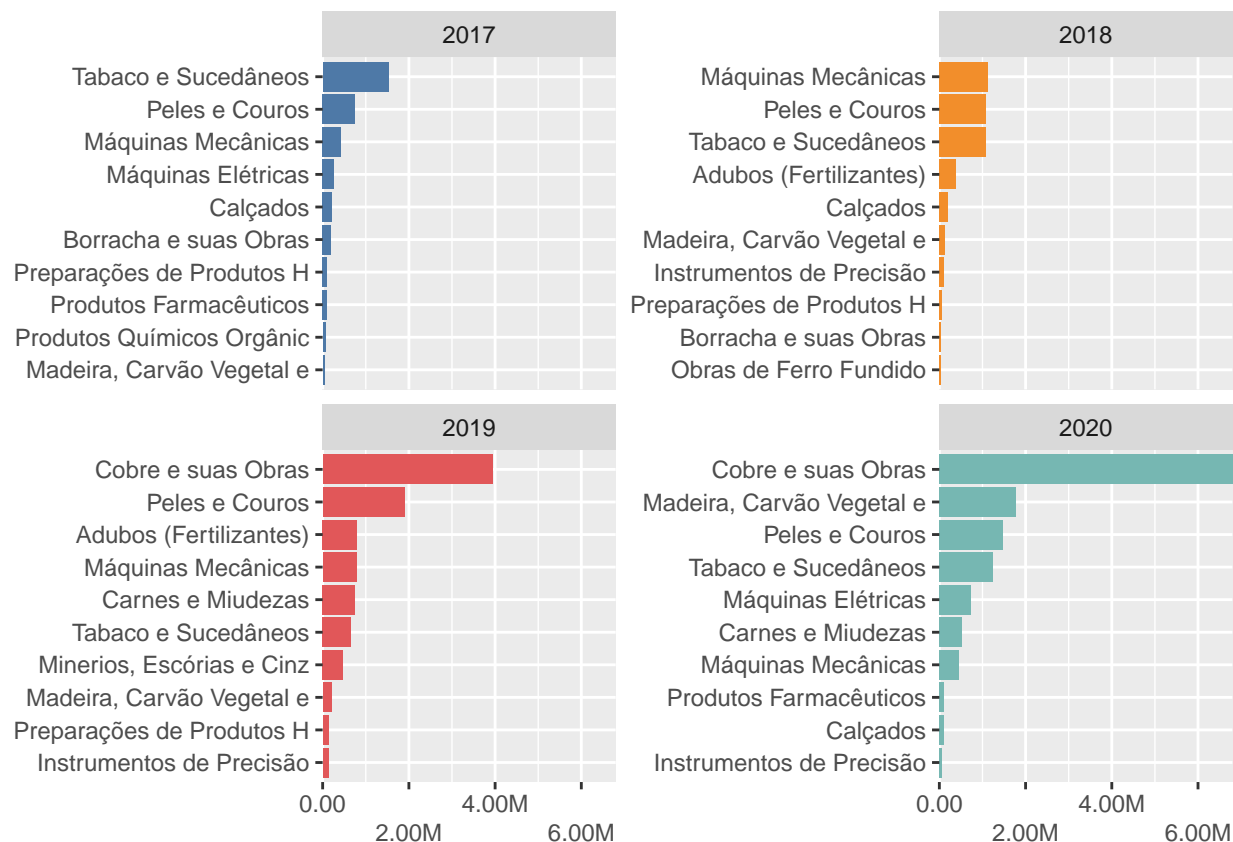 2017
Tabaco e Sucedâneos
Peles e Couros
Máquinas Mecânicas
Máquinas Elétricas
Calçados
Borracha e suas Obras
Preparações de Produtos H
Produtos Farmacêuticos
Produtos Químicos Orgânic
Madeira, Carvão Vegetal e
2018
Máquinas Mecânicas
Peles e Couros
Tabaco e Sucedâneos
Adubos (Fertilizantes)
Calçados
Madeira, Carvão Vegetal e
Instrumentos de Precisão
Preparações de Produtos H
Borracha e suas Obras
Obras de Ferro Fundido
2019
Cobre e suas Obras
Peles e Couros
Adubos (Fertilizantes)
Máquinas Mecânicas
Carnes e Miudezas
Tabaco e Sucedâneos
Minerios, Escórias e Cinz
Madeira, Carvão Vegetal e
Preparações de Produtos H
Instrumentos de Precisão
0.00 4.00M
2.00M 6.00M
2020
Cobre e suas Obras
Madeira, Carvão Vegetal e
Peles e Couros
Tabaco e Sucedâneos
Máquinas Elétricas
Carnes e Miudezas
Máquinas Mecânicas
Produtos Farmacêuticos
Calçados
Instrumentos de Precisão
0.00 4.00M
2.00M 6.00M